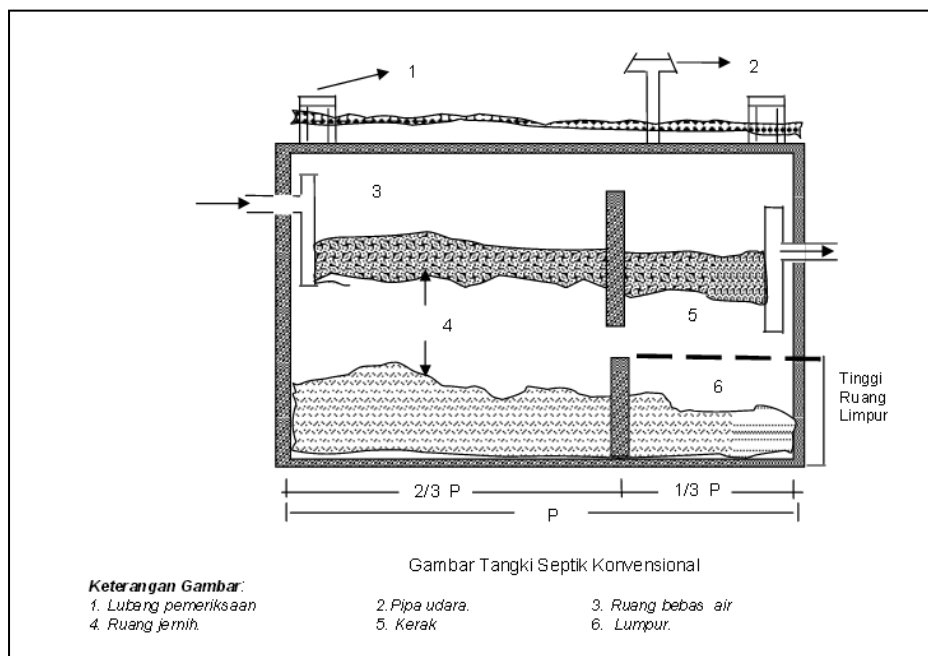 1
2
3
4
5
6
Tinggi
Ruang
Limpur
2/3 P
1/3 P
P
Gambar Tangki Septik Konvensional
Keterangan Gambar:
1. Lubang pemeriksaan
2.Pipa udara.
3. Ruang bebas air
4. Ruang jernih.
5. Kerak
6. Lumpur.